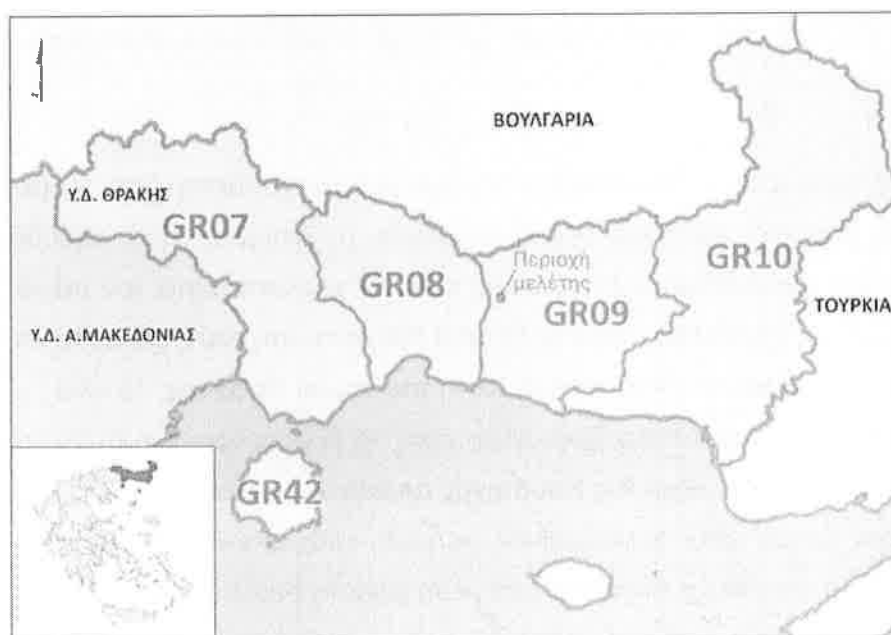 ΒΟΥΛΓΑΡΙΑ
Υ.Δ. ΘΡΑΚΗΣ
GR07
GR08
Περιοχή
μελέτης
GR09
GR10
ΤΟΥΡΚΙΑ
Υ.Δ. Α.ΜΑΚΕΔΟΝΙΑΣ
GR42